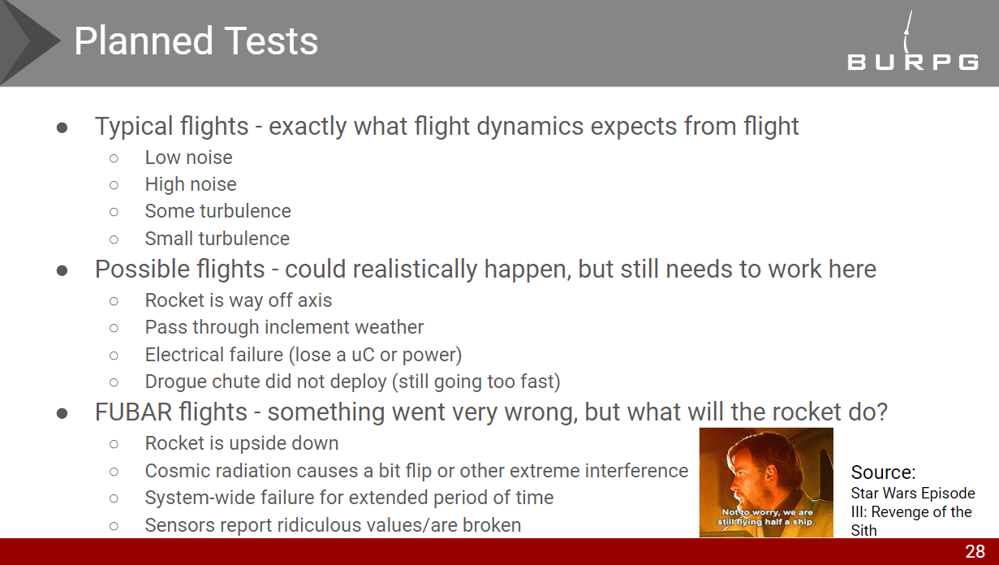 Planned Tests
BURPG
● Typical flights - exactly what flight dynamics expects from flight
○ Low noise
○ High noise
○ Some turbulence
○ Small turbulence
● Possible flights - could realistically happen, but still needs to work here
○ Rocket is way off axis
○ Pass through inclement weather
○ Electrical failure (lose a uC or power)
○ Drogue chute did not deploy (still going too fast)
● FUBAR flights - something went very wrong, but what will the rocket do?
○ Rocket is upside down
○ Cosmic radiation causes a bit flip or other extreme interference
○ System-wide failure for extended period of time
○ Sensors report ridiculous values/are broken
Not to worry, we are
still flying half a ship.
Source:
Star Wars Episode
III: Revenge of the
Sith
28